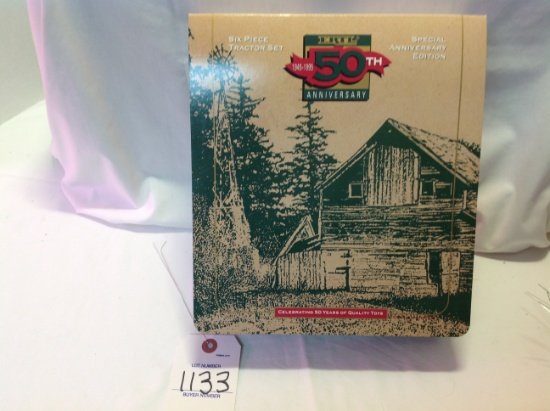 SIX PIECE
TRACTOR SET
ERTL
1945-1995
50TH
ANNIVERSARY
SPECIAL
ANNIVERSARY
EDITION
CELEBRATING 50 YEARS OF QUALITY TOYS
LOT NUMBER
1133
BUYER NUMBER